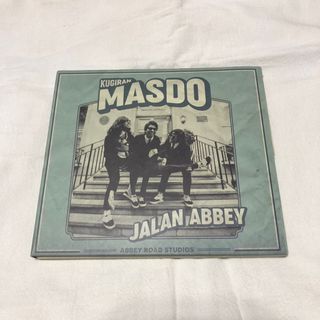 KUGIRAN
MASDO
JALAN ABBEY
ABBEY ROAD STUDIOS